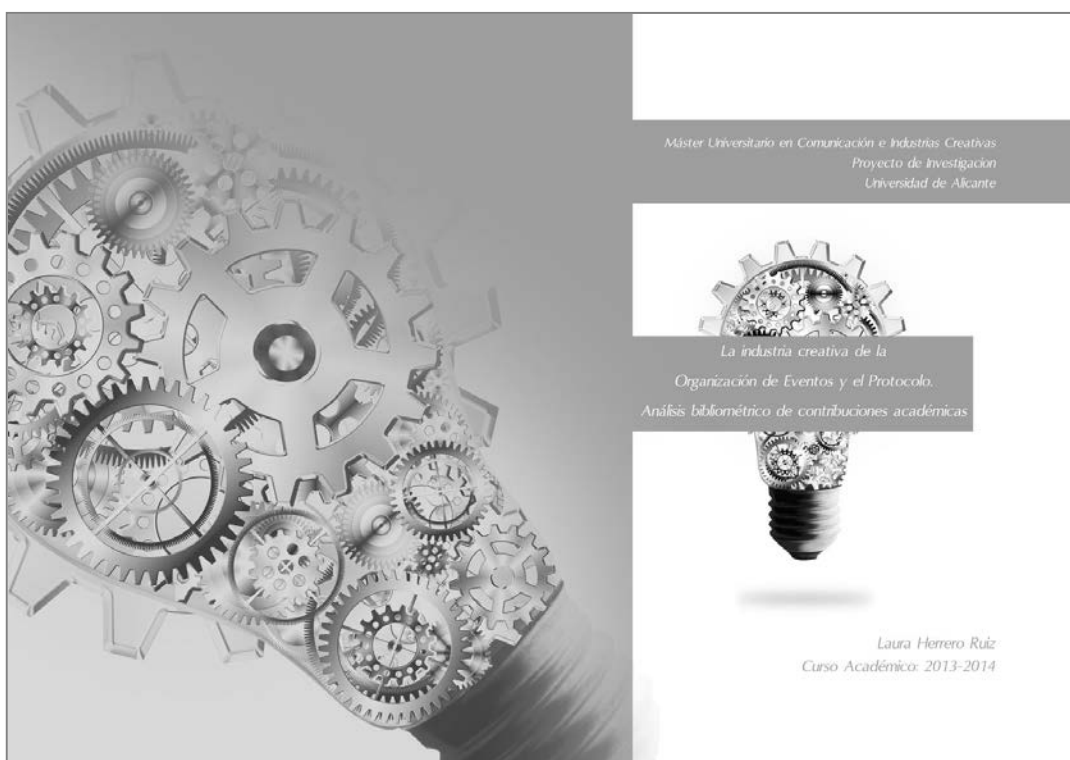 Máster Universitario en Comunicación e Industrias Creativas
Proyecto de Investigacion
Universidad de Alicante
La industria creativa de la
Organización de Eventos y el Protocolo.
Análisis bibliométrico de contribuciones académicas
Laura Herrero Ruiz
Curso Académico: 2013-2014